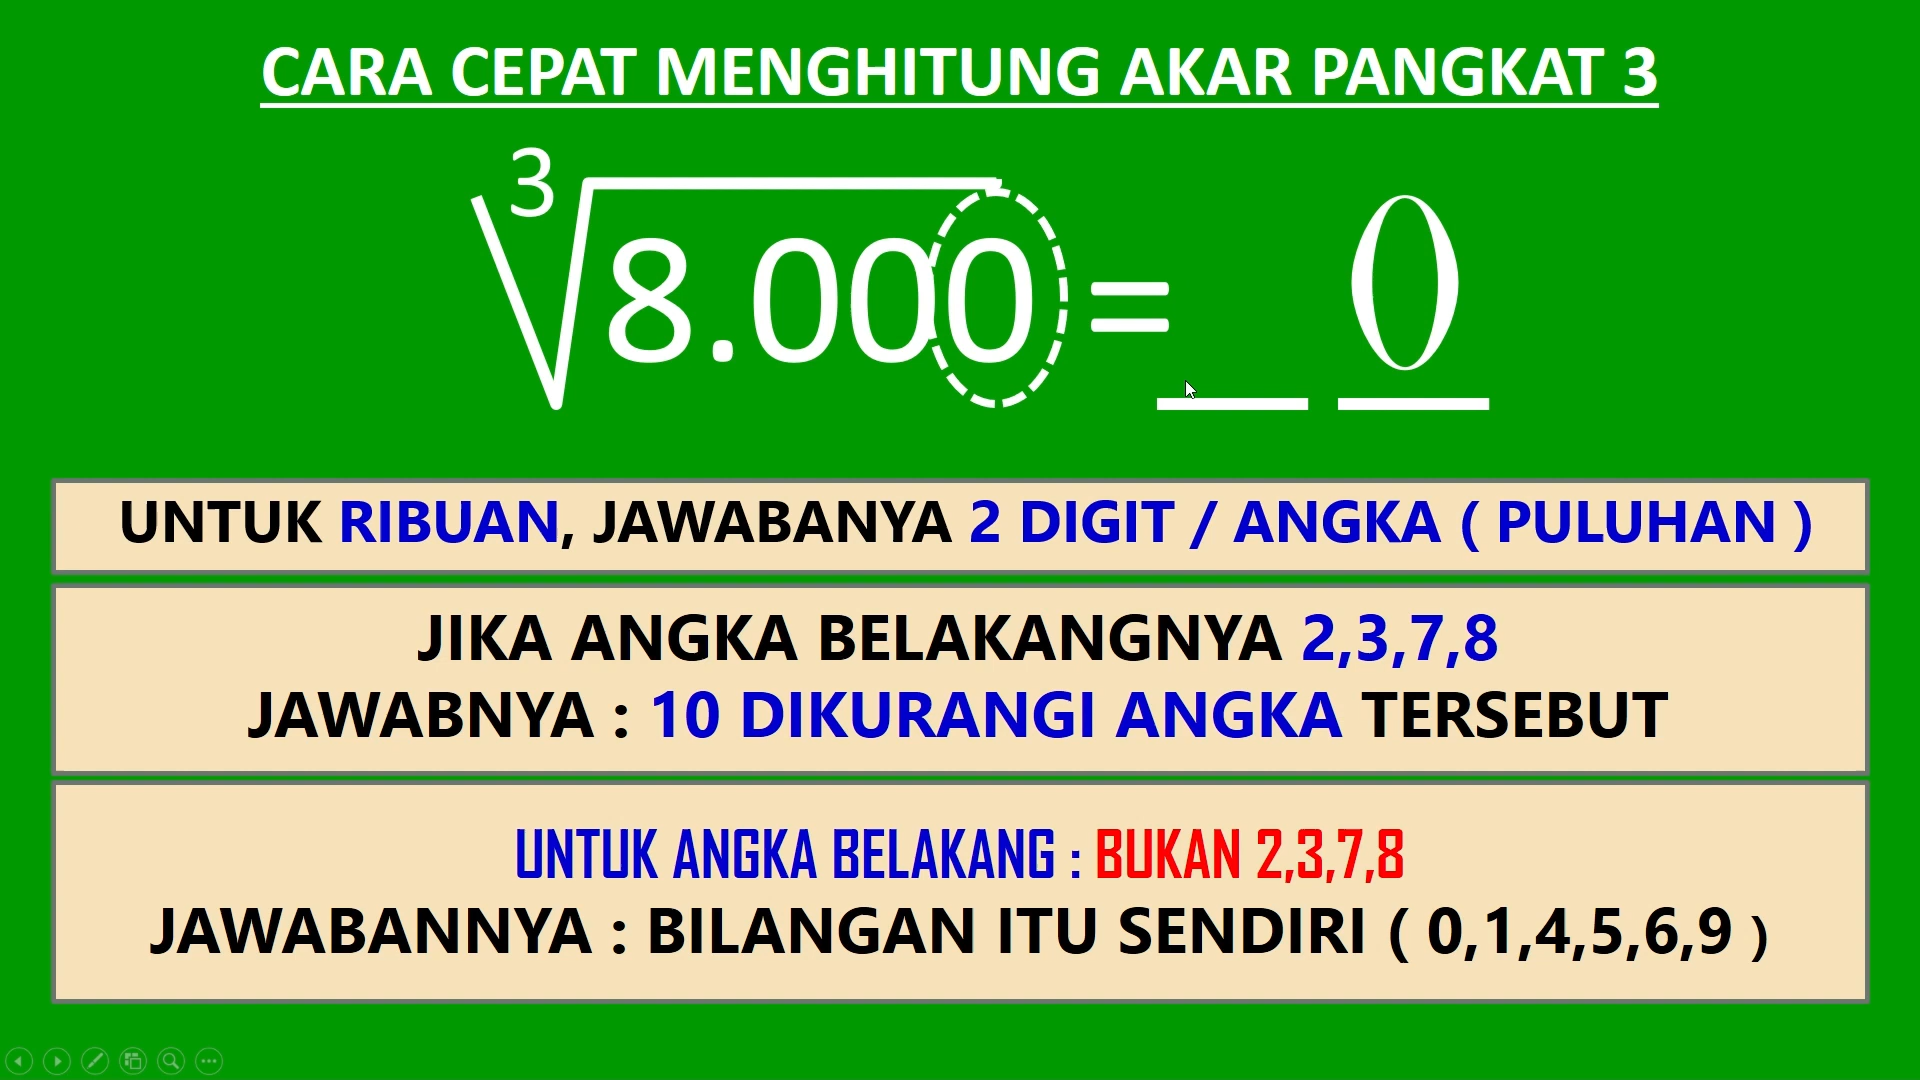 CARA CEPAT MENGHITUNG AKAR PANGKAT 3
3
√8.000 = _ 0
UNTUK RIBUAN, JAWABANYA 2 DIGIT / ANGKA ( PULUHAN )
JIKA ANGKA BELAKANGNYA 2,3,7,8
JAWABNYA : 10 DIKURANGI ANGKA TERSEBUT
UNTUK ANGKA BELAKANG : BUKAN 2,3,7,8
JAWABANNYA : BILANGAN ITU SENDIRI ( 0,1,4,5,6,9 )